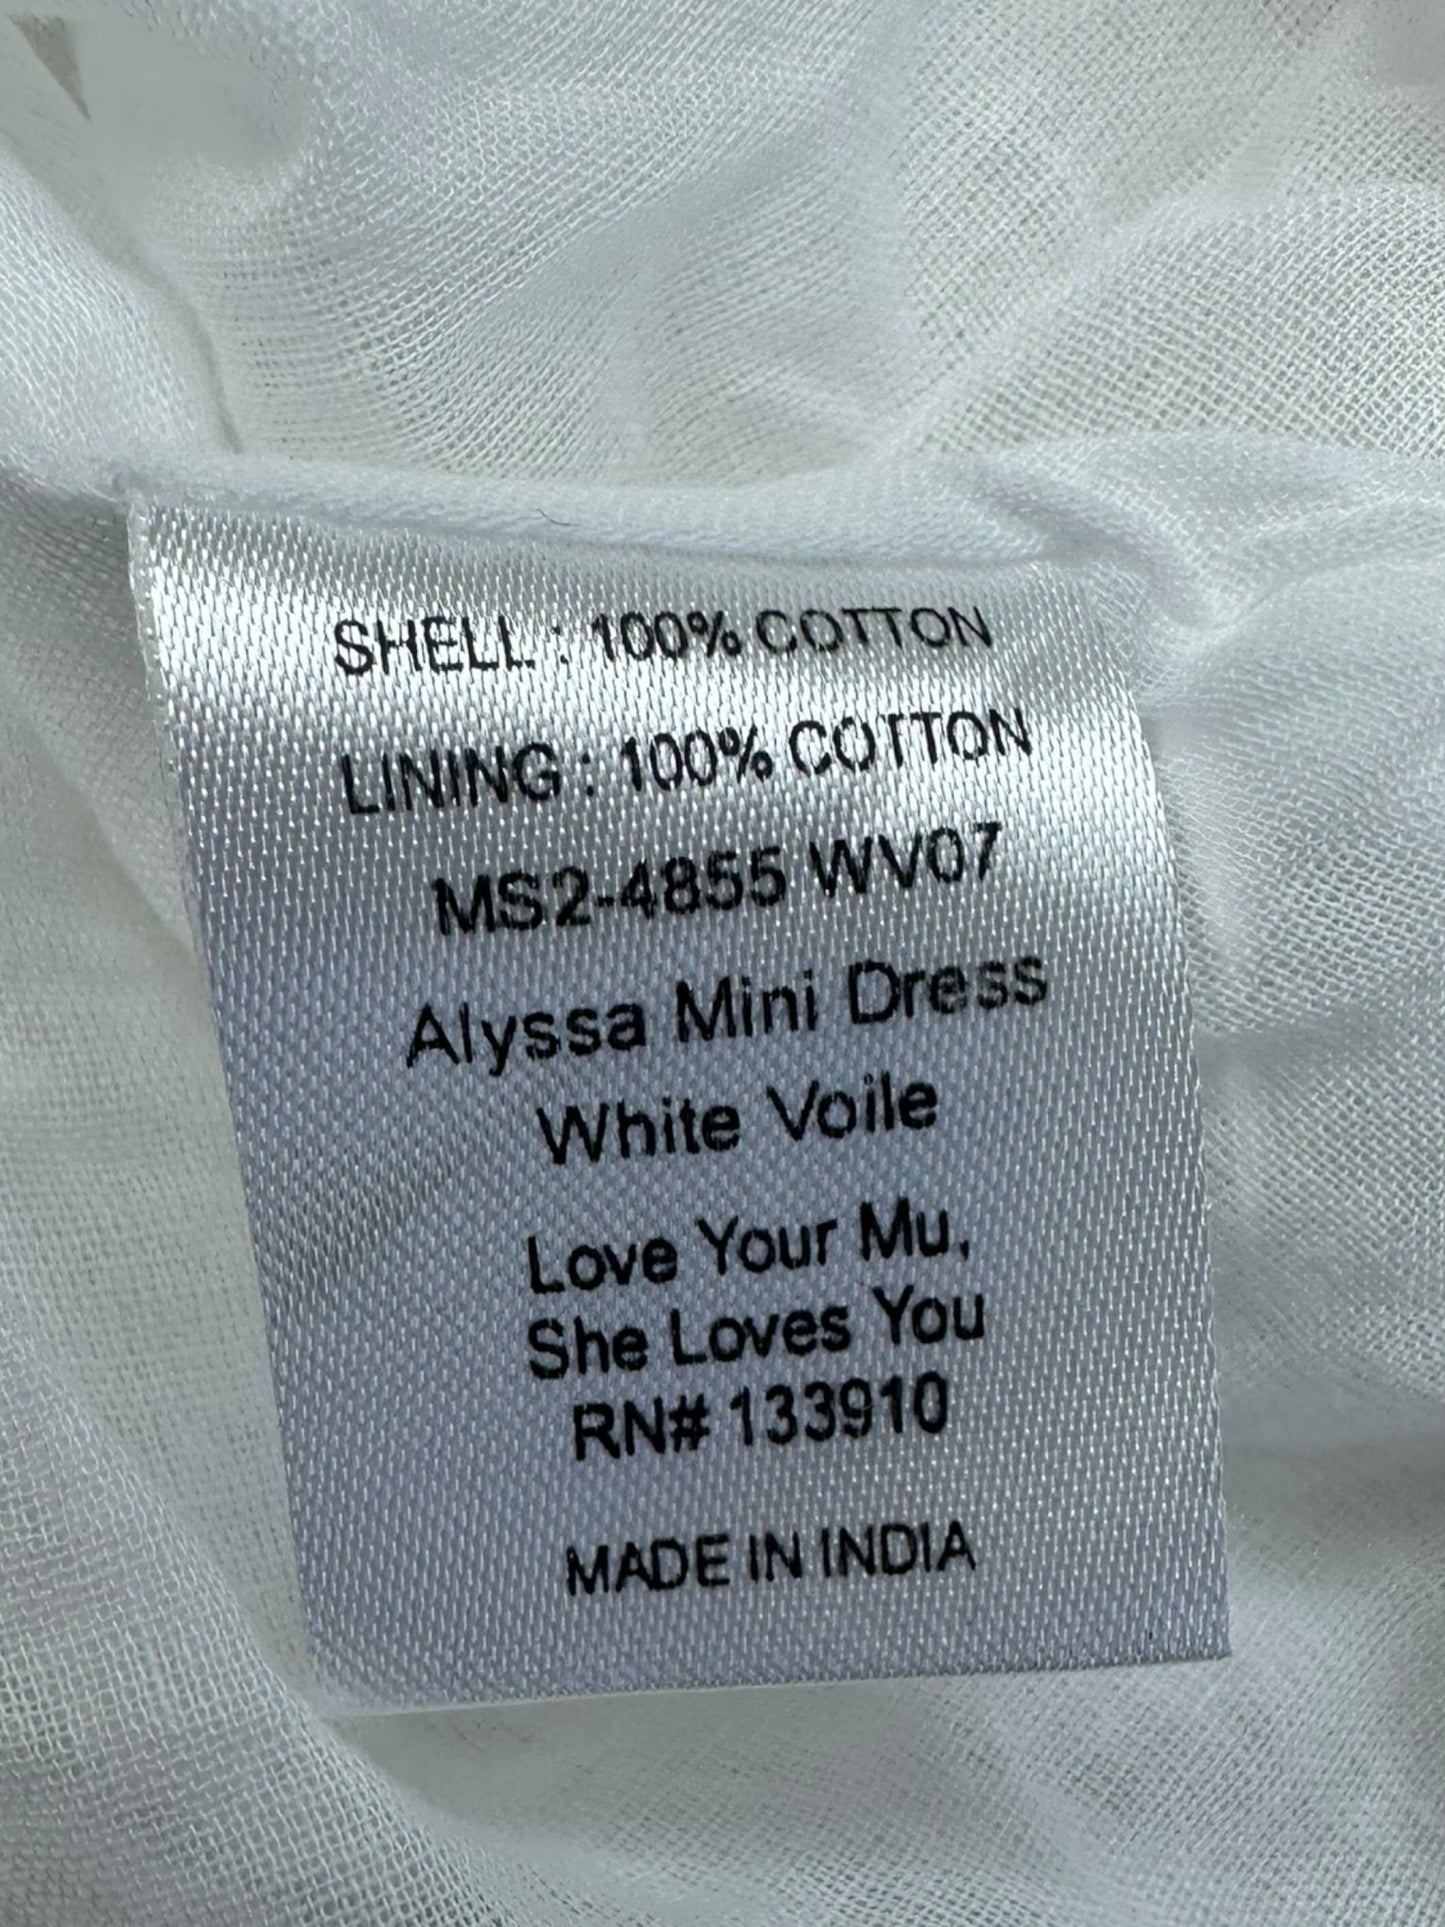 SHELL : 100% COTTON
LINING : 100% COTTON
MS2-4855 WV07
Alyssa Mini Dress
White Voile
Love Your Mu,
She Loves You
RN# 133910
MADE IN INDIA